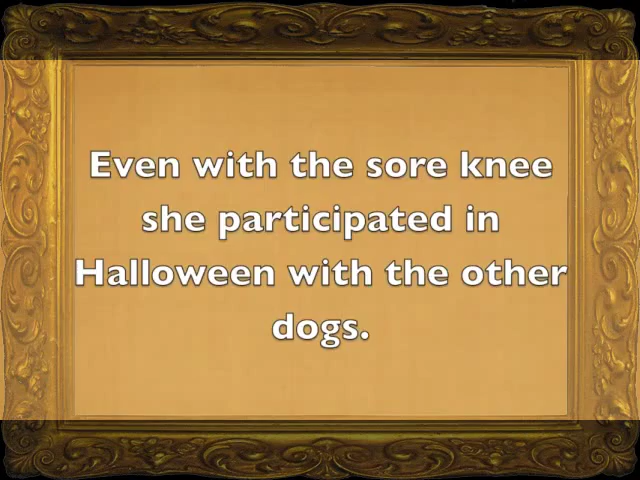 Even with the sore knee
she participated in
Halloween with the other
dogs.